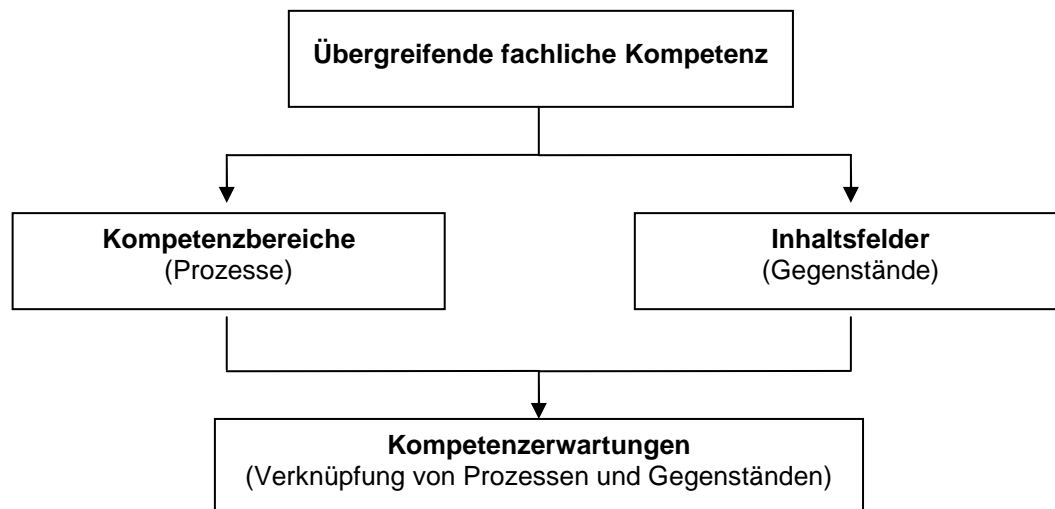 Übergreifende fachliche Kompetenz
Kompetenzbereiche
(Prozesse)
Inhaltsfelder
(Gegenstände)
Kompetenzerwartungen
(Verknüpfung von Prozessen und Gegenständen)